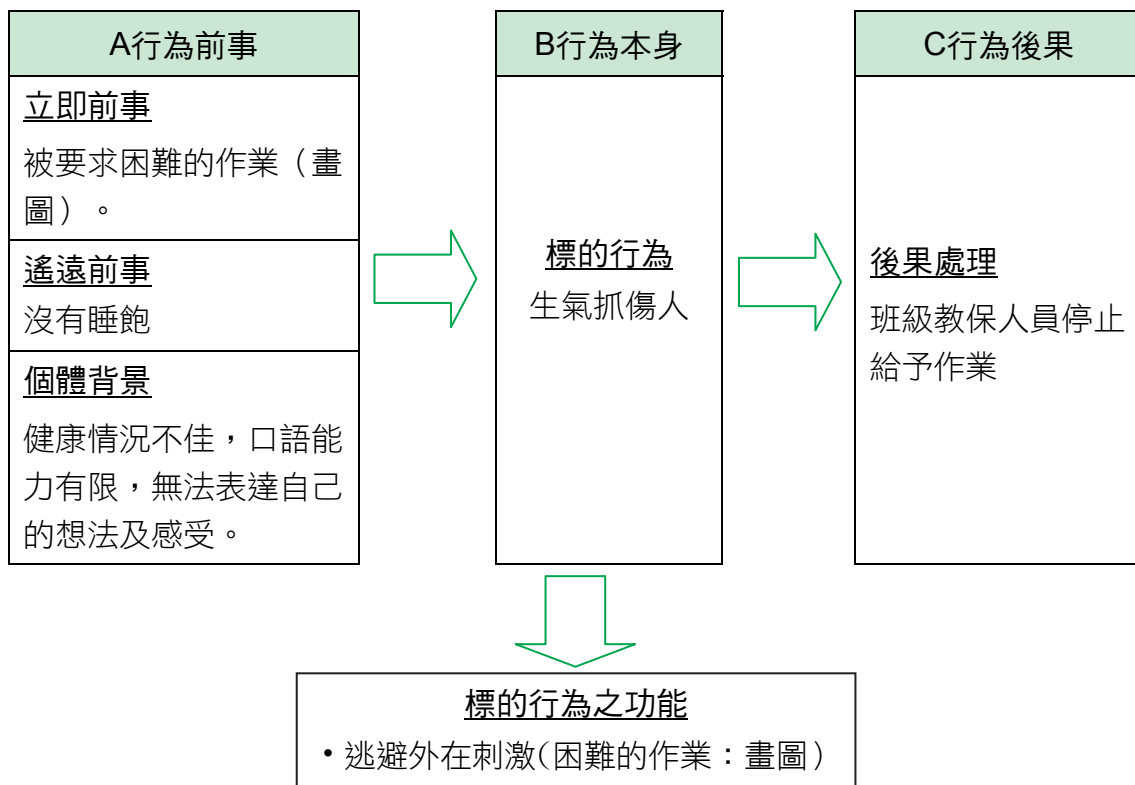 A行為前事
立即前事
被要求困難的作業（畫
圖）。
遙遠前事
沒有睡飽
個體背景
健康情況不佳，口語能
力有限，無法表達自己
的想法及感受。
B行為本身
標的行為
生氣抓傷人
C行為後果
後果處理
班級教保人員停止
給予作業
標的行為之功能
•逃避外在刺激(困難的作業：畫圖）